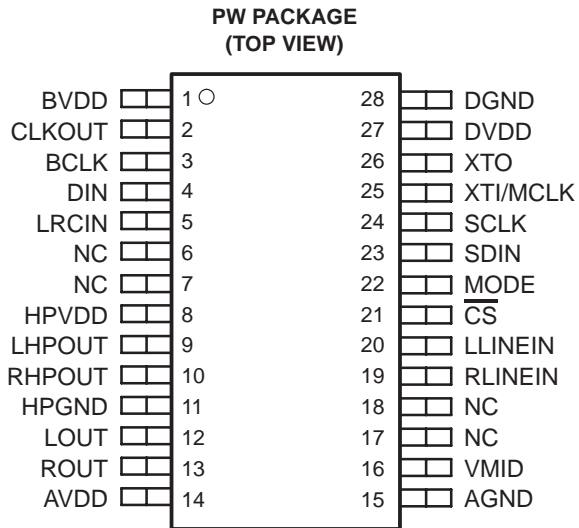 PW PACKAGE
(TOP VIEW)
BVDD 1 28 DGND
CLKOUT 2 27 DVDD
BCLK 3 26 XTO
DIN 4 25 XTI/MCLK
LRCIN 5 24 SCLK
NC 6 23 SDIN
NC 7 22 MODE
HPVDD 8 21 C̅S̅
LHPOUT 9 20 LLINEIN
RHPOUT 10 19 RLINEIN
HPGND 11 18 NC
LOUT 12 17 NC
ROUT 13 16 VMID
AVDD 14 15 AGND